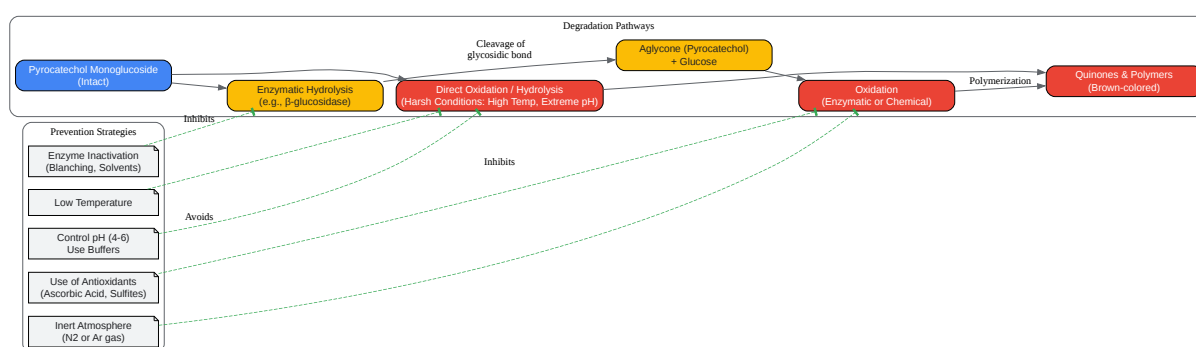 Degradation Pathways
Cleavage of
glycosidic bond
Aglycone (Pyrocatechol)
+ Glucose
Pyrocatechol Monoglucoside
(Intact)
Enzymatic Hydrolysis
(e.g., β-glucosidase)
Direct Oxidation / Hydrolysis
(Harsh Conditions: High Temp, Extreme pH)
Oxidation
(Enzymatic or Chemical)
Polymerization
Quinones & Polymers
(Brown-colored)
Inhibits
Prevention Strategies
Enzyme Inactivation
(Blanching, Solvents)
Inhibits
Low Temperature
Avoids
Control pH (4-6)
Use Buffers
Use of Antioxidants
(Ascorbic Acid, Sulfites)
Inert Atmosphere
(N2 or Ar gas)